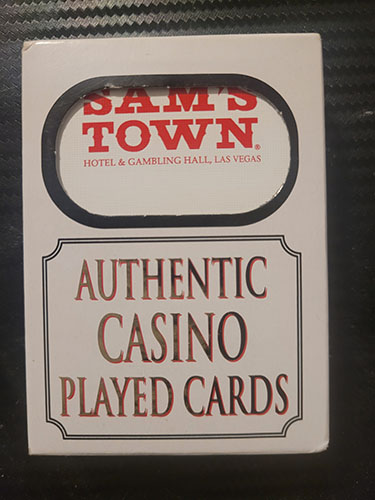 SAM'S
TOWN®
HOTEL & GAMBLING HALL, LAS VEGAS
AUTHENTIC
CASINO
PLAYED CARDS